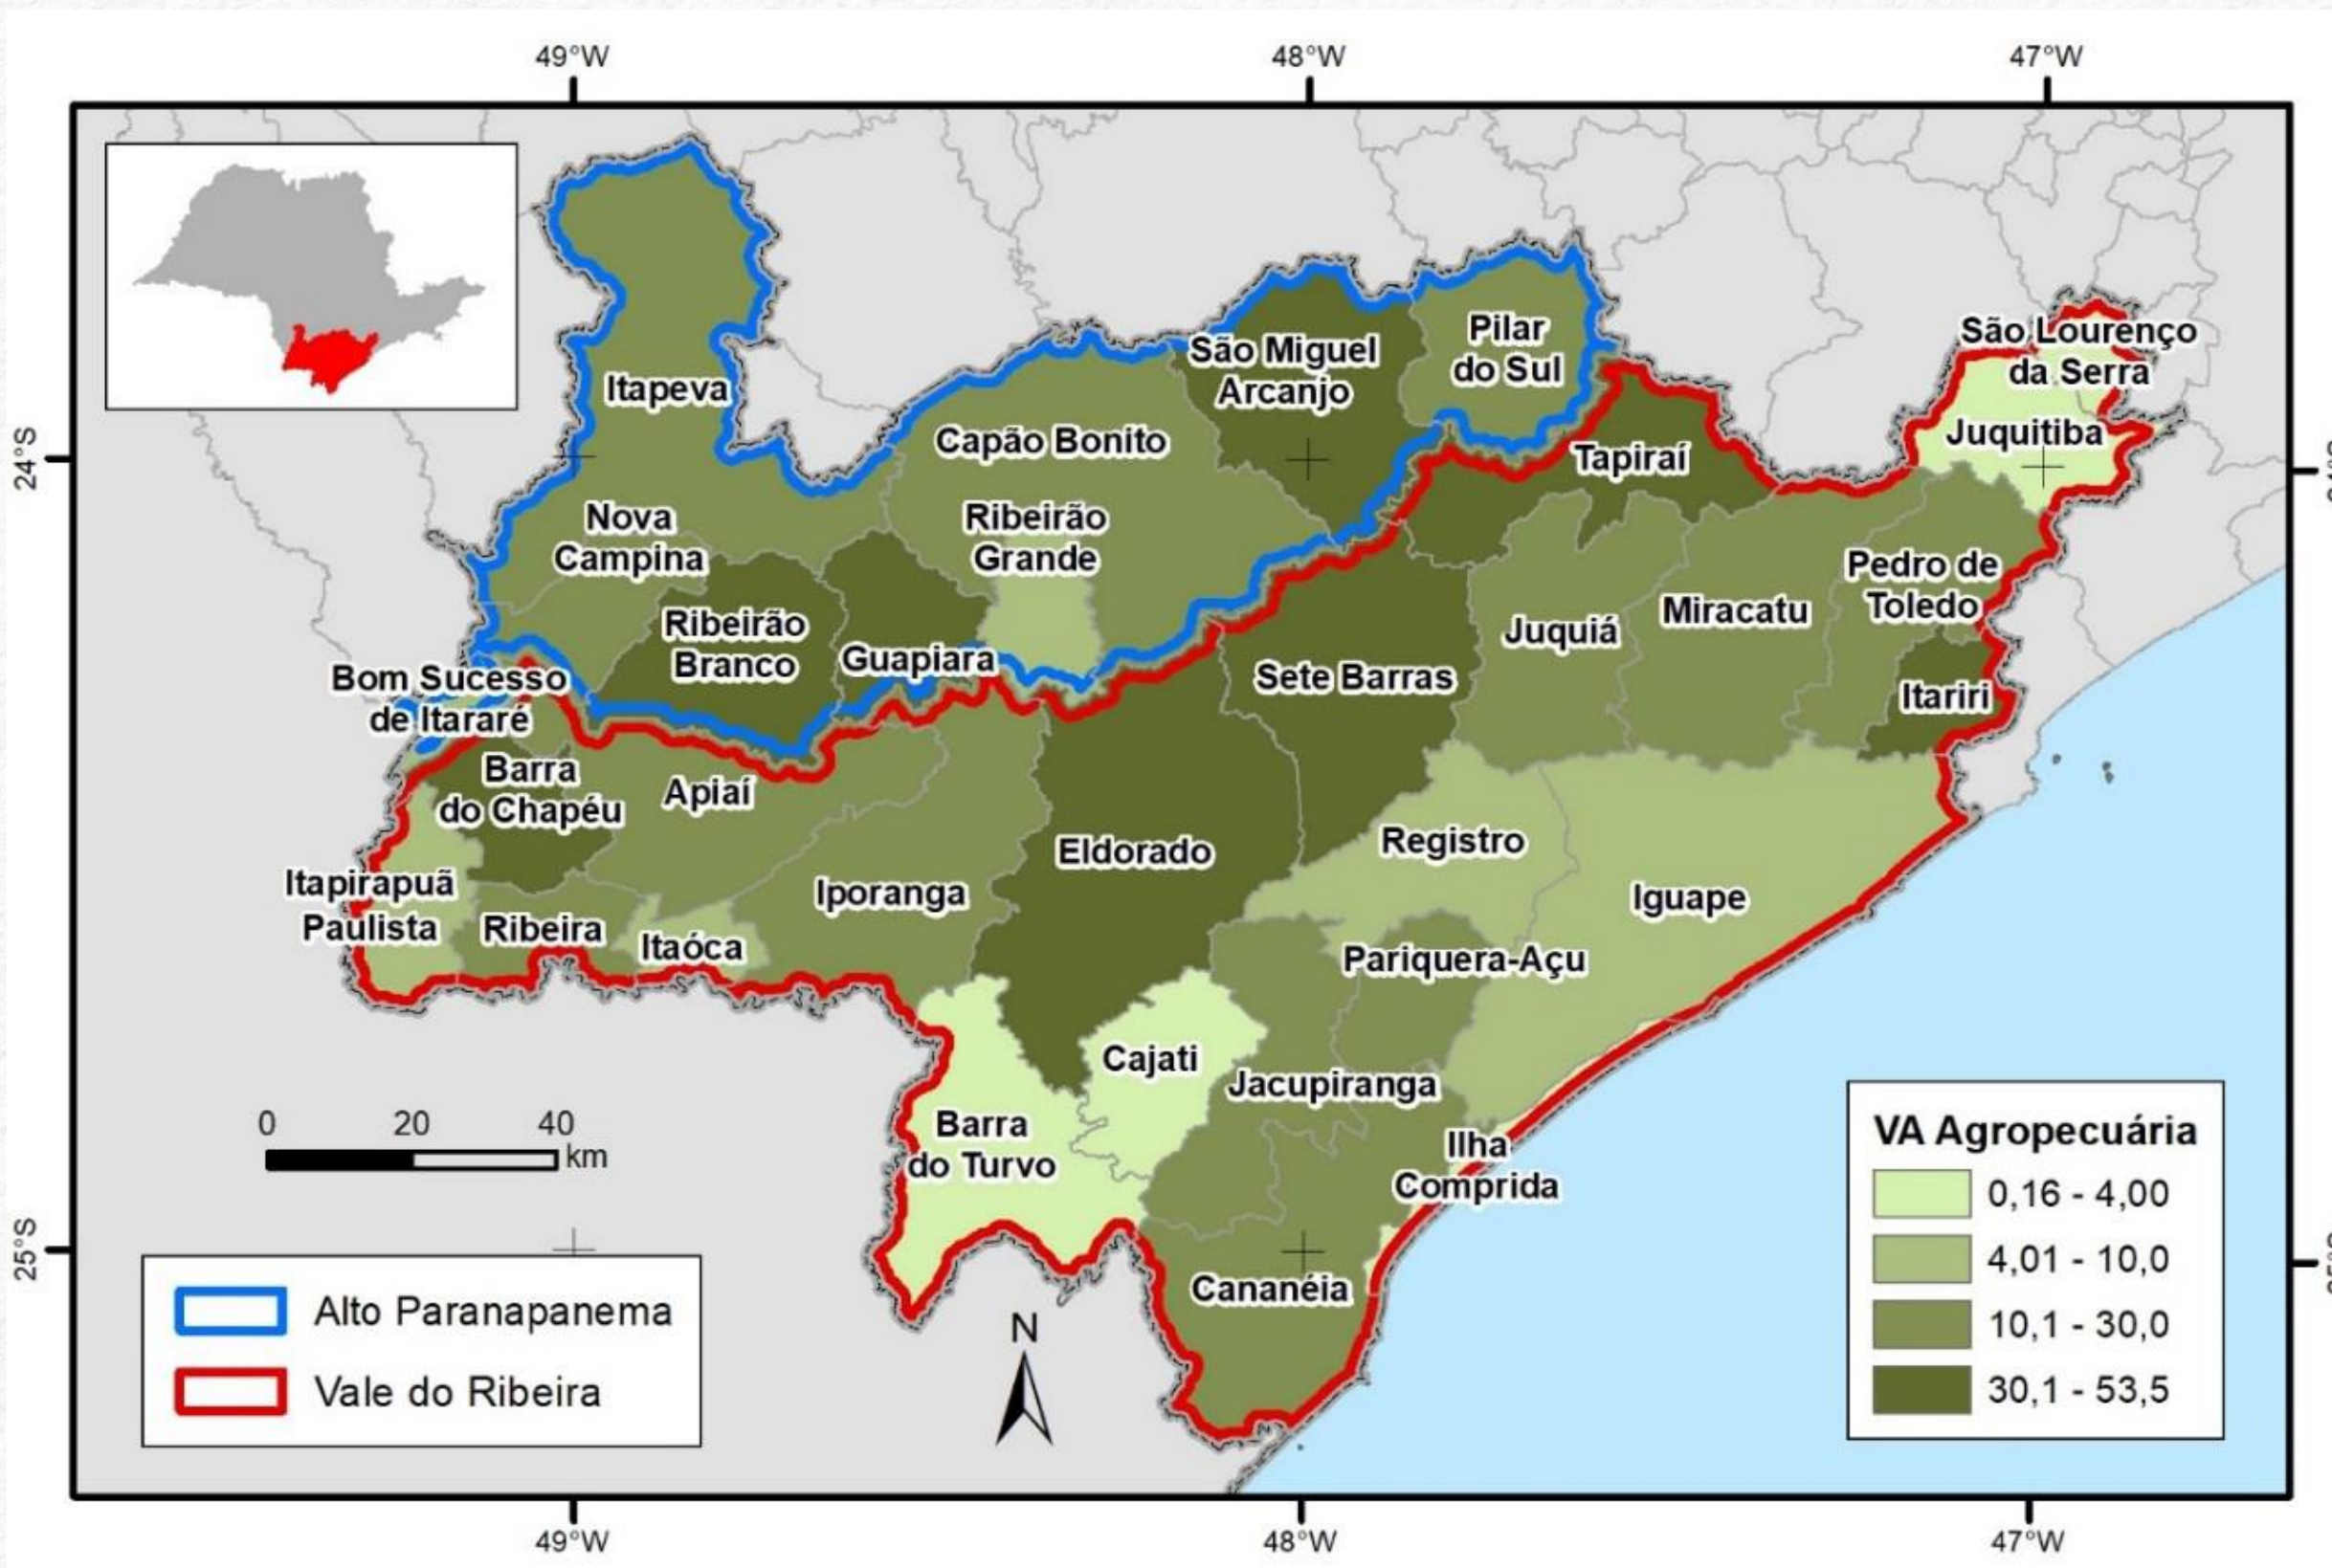 49°W
48°W
47°W
24°S
25°S
Itapeva
São Miguel
Arcanjo
Pilar
do Sul
São Lourenço
da Serra
Capão Bonito
Tapiraí
Juquitiba
Nova
Campina
Ribeirão
Grande
Pedro de
Toledo
Ribeirão
Branco
Guapiara
Juquiá
Miracatu
Bom Sucesso
de Itararé
Sete Barras
Itariri
Barra
do Chapéu
Apiaí
Eldorado
Registro
Itapirapuã
Paulista
Iporanga
Iguape
Ribeira
Itaóca
Pariquera-Açu
Cajati
Jacupiranga
Barra
do Turvo
Ilha
Comprida
Cananéia
0 20 40
km
Alto Paranapanema
Vale do Ribeira
N
VA Agropecuária
0,16 - 4,00
4,01 - 10,0
10,1 - 30,0
30,1 - 53,5
49°W
48°W
47°W